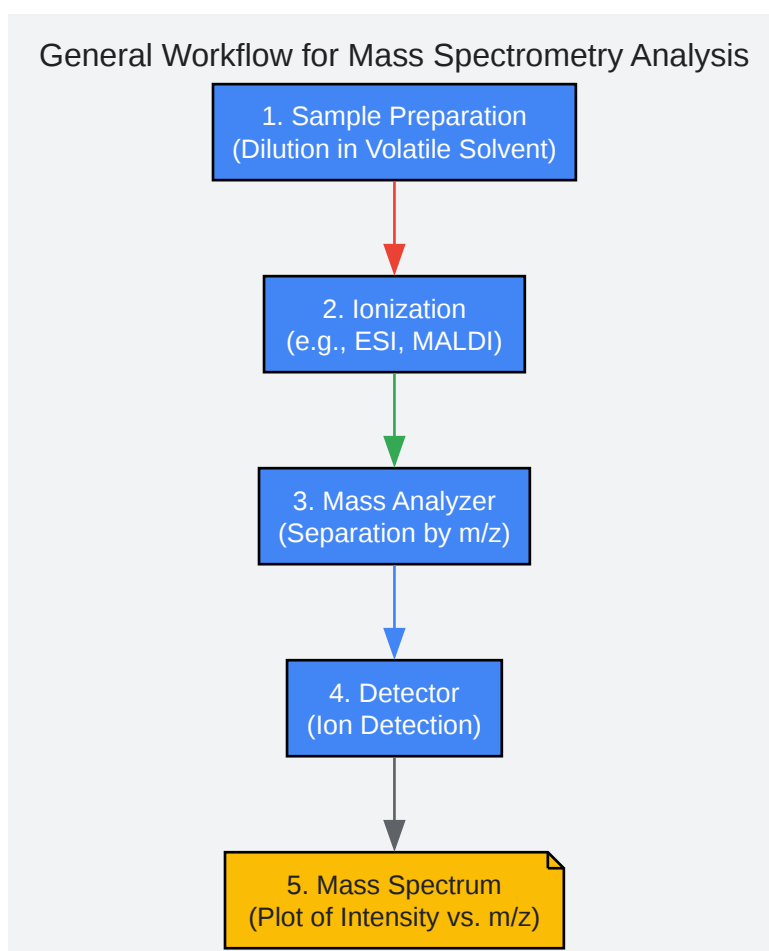 General Workflow for Mass Spectrometry Analysis
1. Sample Preparation
(Dilution in Volatile Solvent)
2. Ionization
(e.g., ESI, MALDI)
3. Mass Analyzer
(Separation by m/z)
4. Detector
(Ion Detection)
5. Mass Spectrum
(Plot of Intensity vs. m/z)